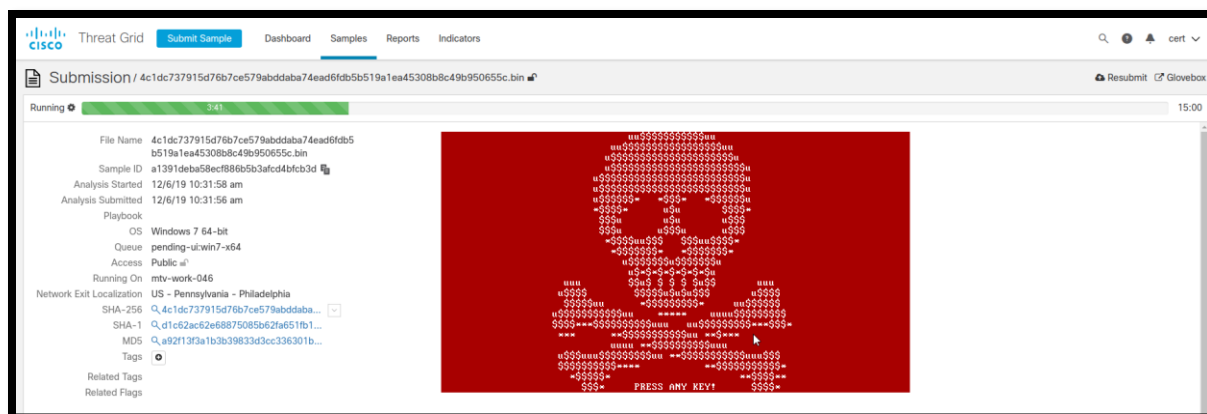 CISCO Threat Grid Submit Sample Dashboard Samples Reports Indicators cert
Submission / 4c1dc737915d76b7ce579abddaba74ead6fdb5b519a1ea45308b8c49b950655c.bin Resubmit Glovebox
Running 3:41 15:00
File Name 4c1dc737915d76b7ce579abddaba74ead6fdb5
b519a1ea45308b8c49b950655c.bin
Sample ID a1391deba58ecf886b5b3afcd4bfcb3d
Analysis Started 12/6/19 10:31:58 am
Analysis Submitted 12/6/19 10:31:56 am
Playbook
OS Windows 7 64-bit
Queue pending-ui:win7-x64
Access Public
Running On mtv-work-046
Network Exit Localization US - Pennsylvania - Philadelphia
SHA-256 4c1dc737915d76b7ce579abddaba...
SHA-1 d1c62ac62e68875085b62fa651fb1...
MD5 a92f13f3a1b3b39833d3cc336301b...
Tags
Related Tags
Related Flags
PRESS ANY KEY!